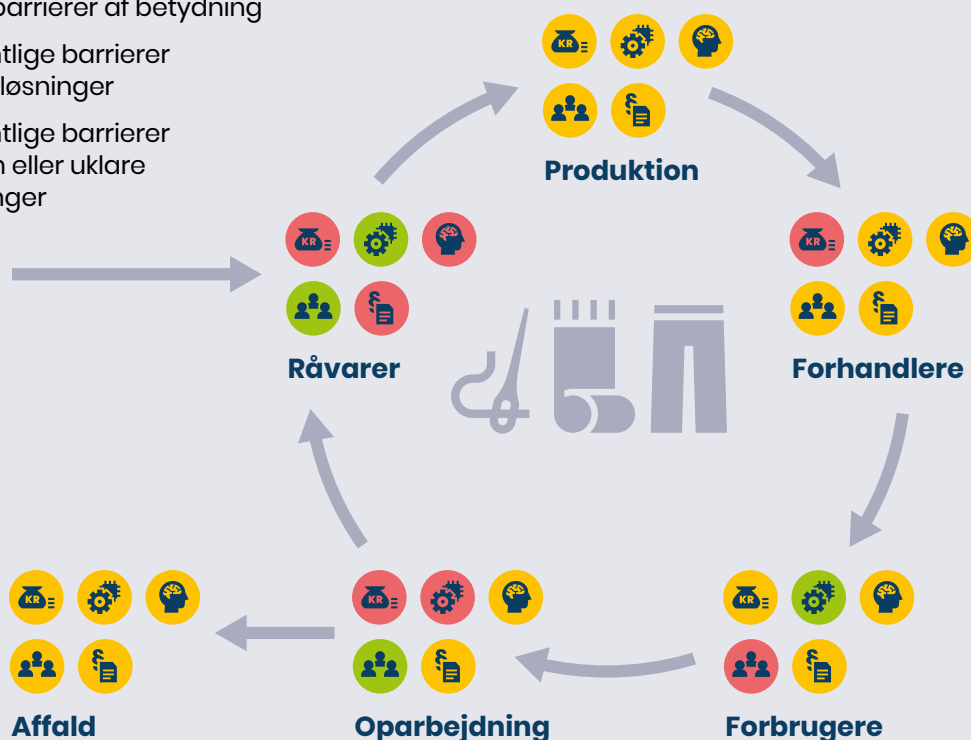 barrierer af betydning
tlige barrierer
løsninger
tlige barrierer
eller uklare
nger
KR
Produktion
KR
KR
Råvarer
Forhandlere
KR
KR
KR
Affald
Oparbejdning
Forbrugere